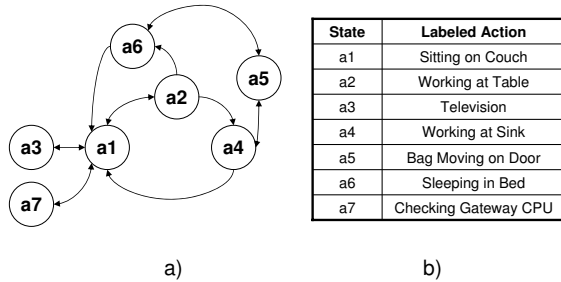 a6
a5
a2
a3
a1
a4
a7
a)
State Labeled Action
a1 Sitting on Couch
a2 Working at Table
a3 Television
a4 Working at Sink
a5 Bag Moving on Door
a6 Sleeping in Bed
a7 Checking Gateway CPU
b)